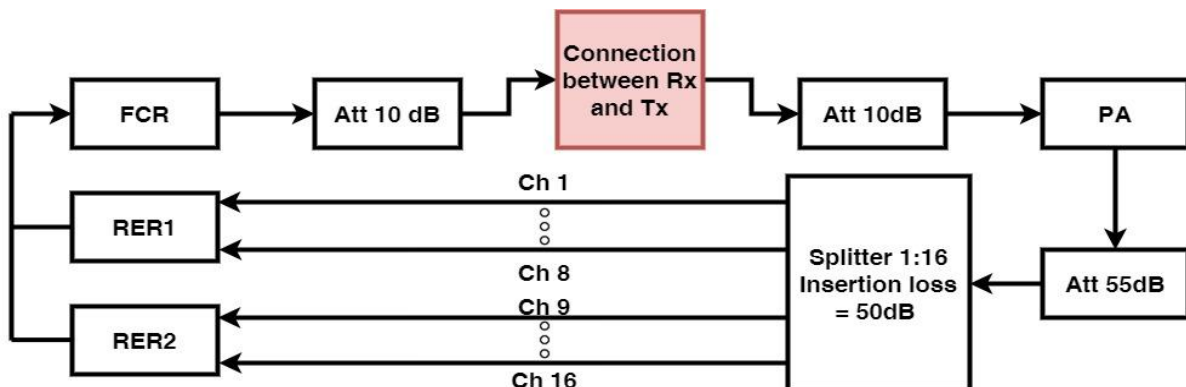 Connection
between Rx
and Tx
FCR
Att 10 dB
Att 10dB
PA
Ch 1
RER1
Ch 8
Splitter 1:16
Insertion loss
= 50dB
Att 55dB
Ch 9
RER2
Ch 16